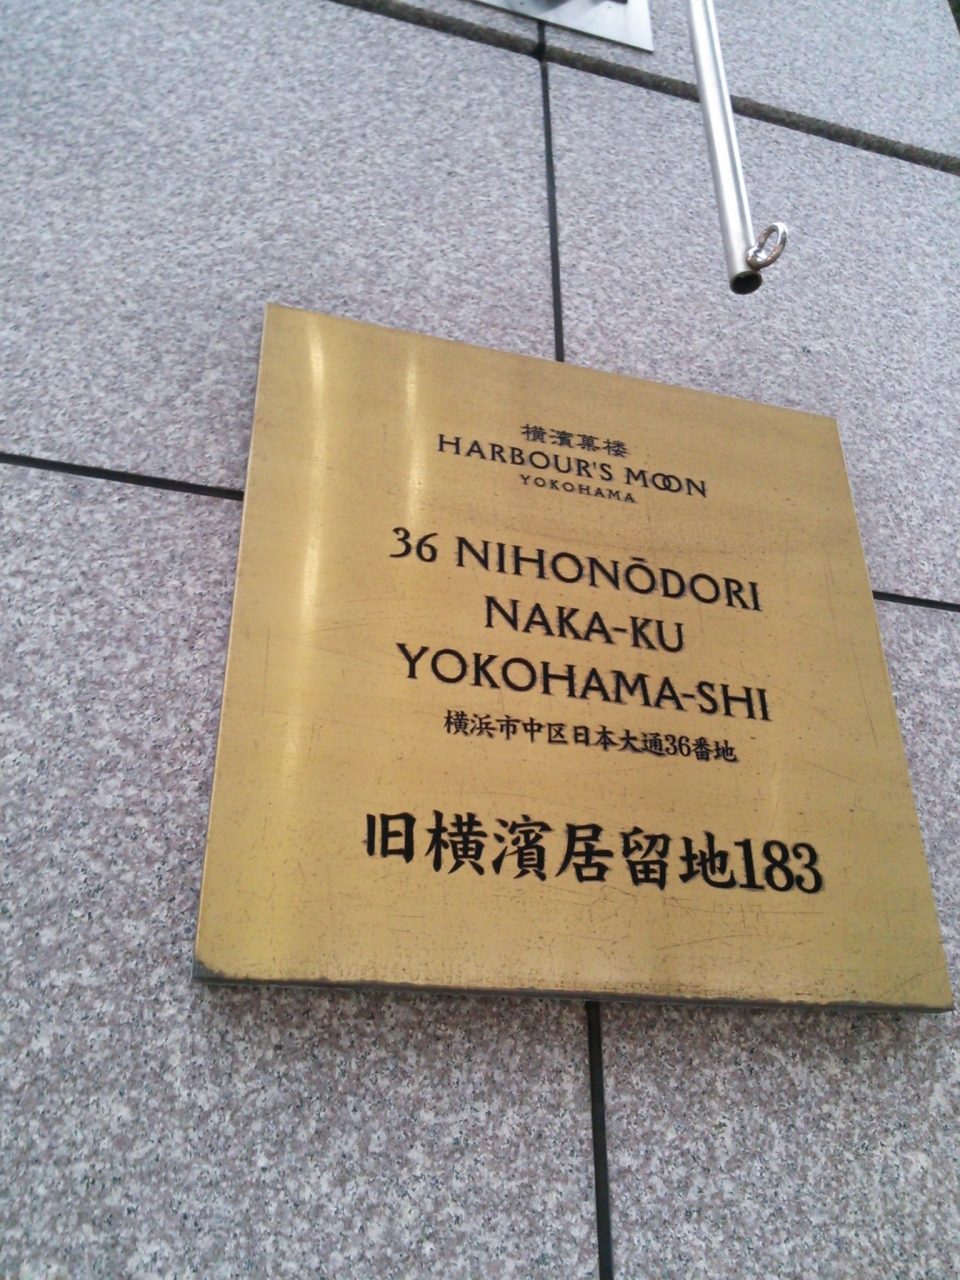 横濱菓楼
HARBOUR'S MOON
YOKOHAMA
36 NIHONŌDORI
NAKA-KU
YOKOHAMA-SHI
横浜市中区日本大通36番地
旧横濱居留地183